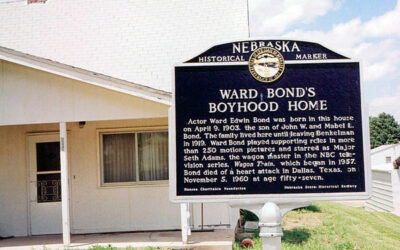 NEBRASKA
HISTORICAL MARKER
WARD BOND'S
BOYHOOD HOME
Actor Ward Edwin Bond was born in this house
on April 9, 1903, the son of John W. and Mabel L.
Bond. The family lived here until leaving Benkelman
in 1919. Ward Bond played supporting roles in more
than 250 motion pictures and starred as Major
Seth Adams, the wagon master in the NBC tele-
vision series, Wagon Train, which began in 1957.
Bond died of a heart attack in Dallas, Texas, on
November 5, 1960 at age fifty-seven.
Charitable Foundation Nebraska State Historical Society